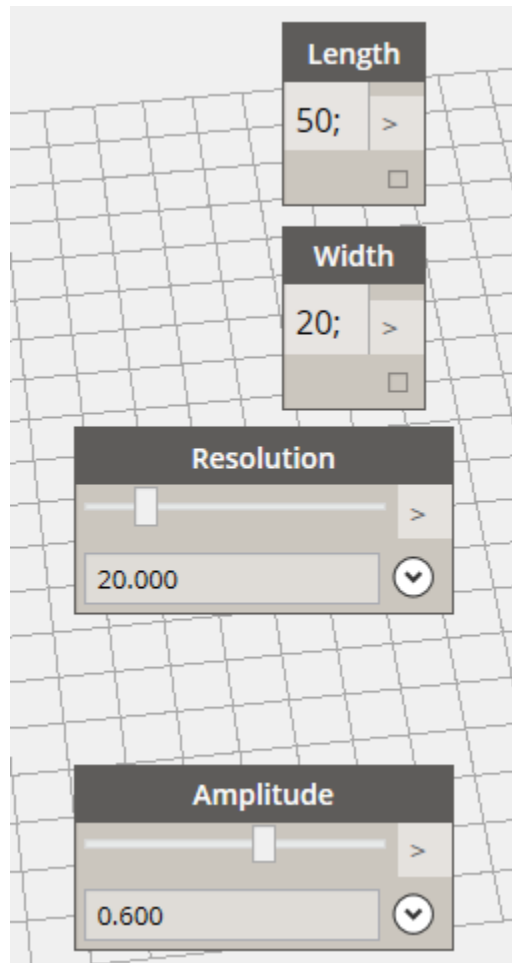 Length
50;
>
Width
20;
>
Resolution
>
20.000
Amplitude
>
0.600